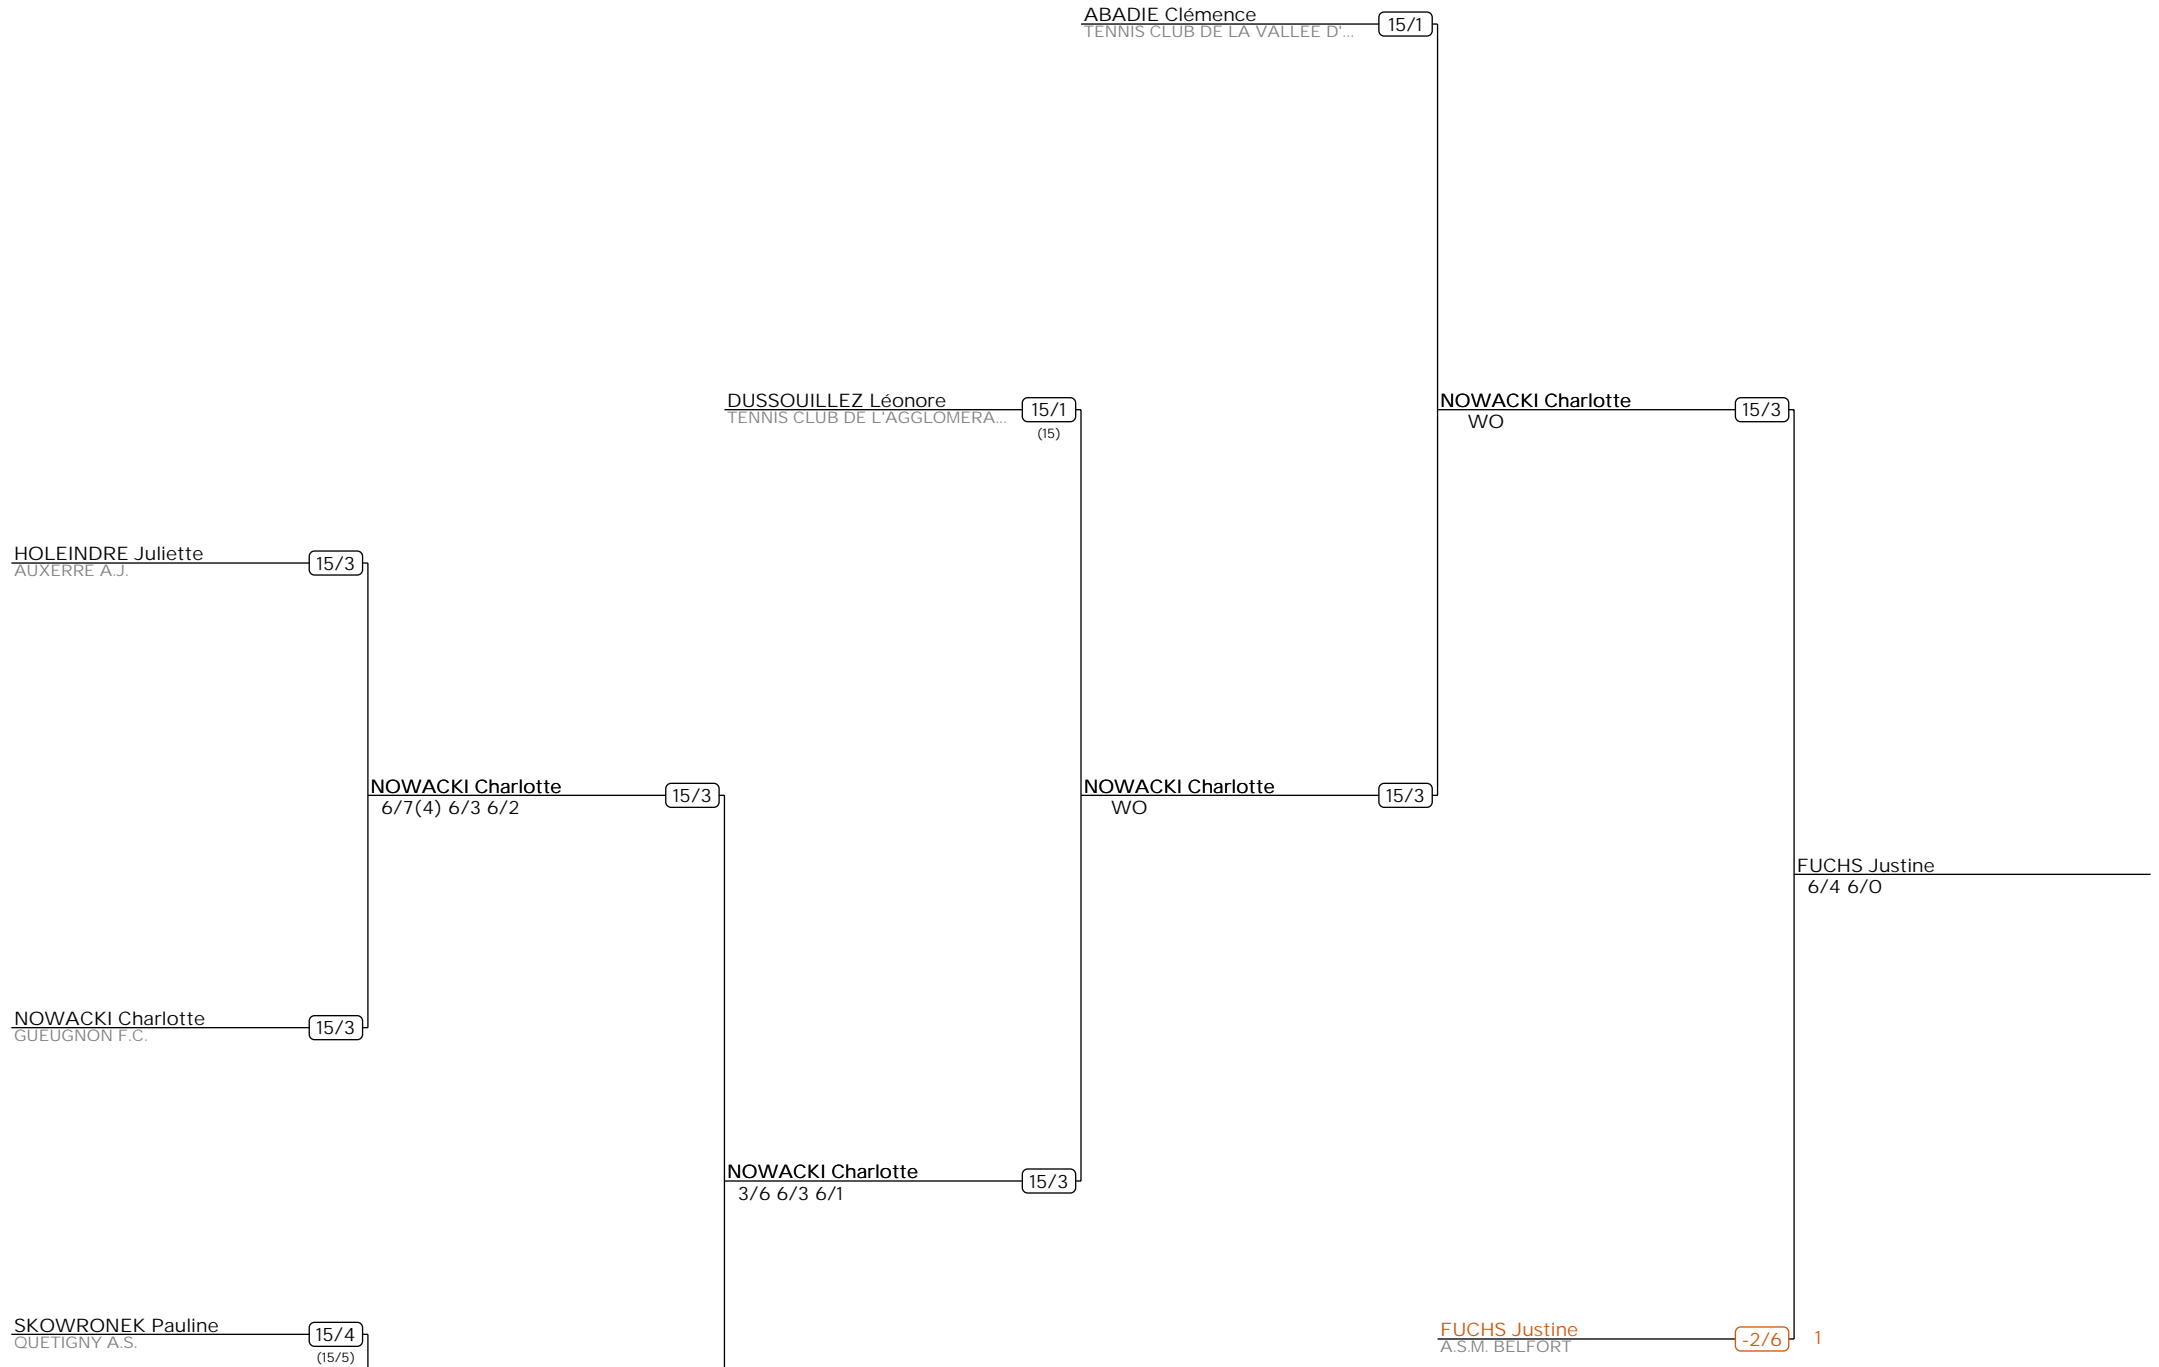 ABADIE Clémence
15/1
TENNIS CLUB DE LA VALLEE D'...
DUSSOUILLEZ Léonore
15/1
TENNIS CLUB DE L'AGGLOMERA...
(15)
NOWACKI Charlotte
15/3
WO
HOLEINDRE Juliette
15/3
AUXERRE A.J.
NOWACKI Charlotte
15/3
6/7(4) 6/3 6/2
NOWACKI Charlotte
15/3
WO
FUCHS Justine
6/4 6/0
NOWACKI Charlotte
15/3
GUEUGNON F.C.
NOWACKI Charlotte
15/3
3/6 6/3 6/1
SKOWRONEK Pauline
15/4
QUETIGNY A.S.
(15/5)
FUCHS Justine
-2/6
1
A.S.M. BELFORT